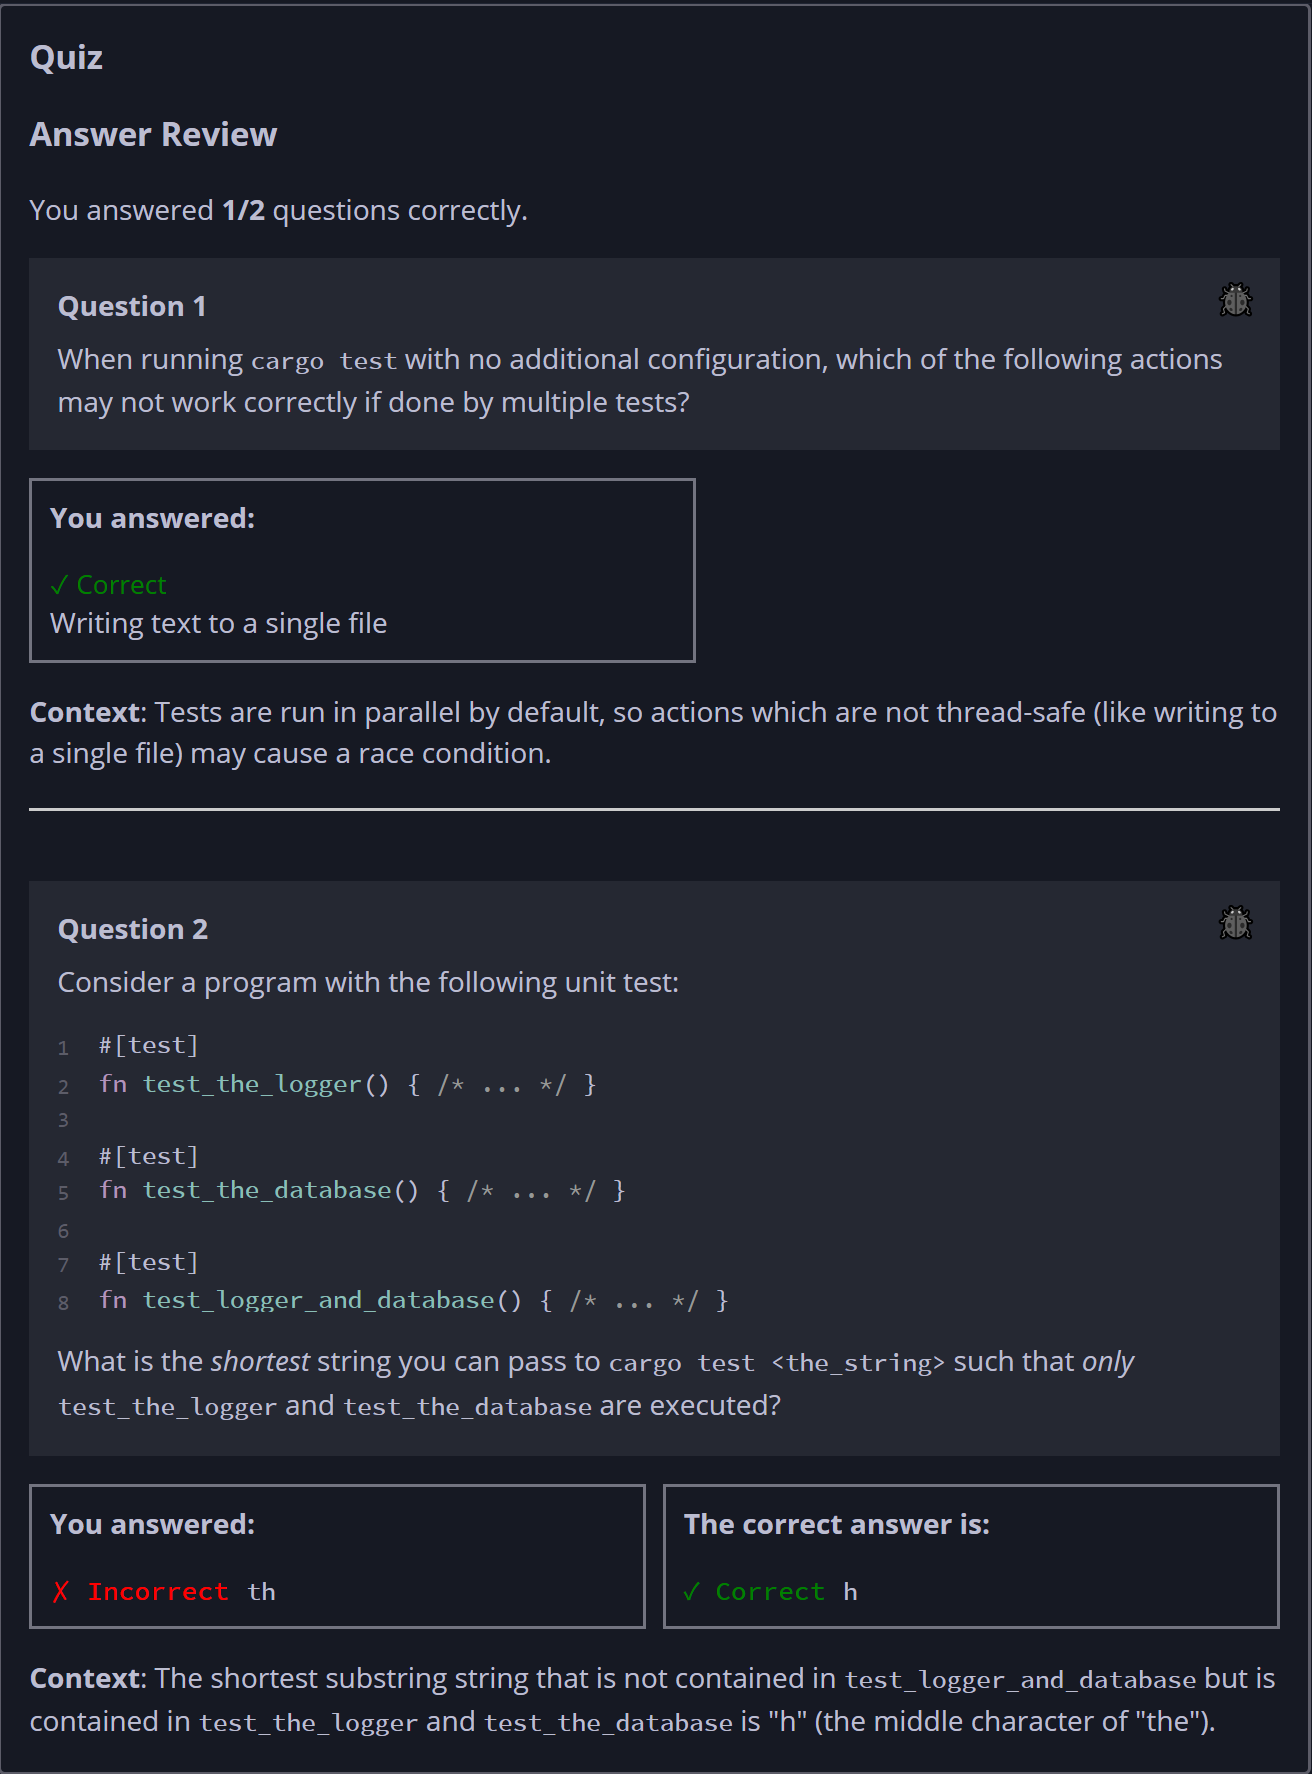 Quiz
Answer Review
You answered 1/2 questions correctly.
Question 1
When running cargo test with no additional configuration, which of the following actions
may not work correctly if done by multiple tests?
You answered:
✓ Correct
Writing text to a single file
Context: Tests are run in parallel by default, so actions which are not thread-safe (like writing to
a single file) may cause a race condition.
Question 2
Consider a program with the following unit test:
1 #[test]
2 fn test_the_logger() { /* ... */ }
3
4 #[test]
5 fn test_the_database() { /* ... */ }
6
7 #[test]
8 fn test_logger_and_database() { /* ... */ }
What is the shortest string you can pass to cargo test <the_string> such that only
test_the_logger and test_the_database are executed?
You answered:
✗ Incorrect th
The correct answer is:
✓ Correct h
Context: The shortest substring string that is not contained in test_logger_and_database but is
contained in test_the_logger and test_the_database is "h" (the middle character of "the").